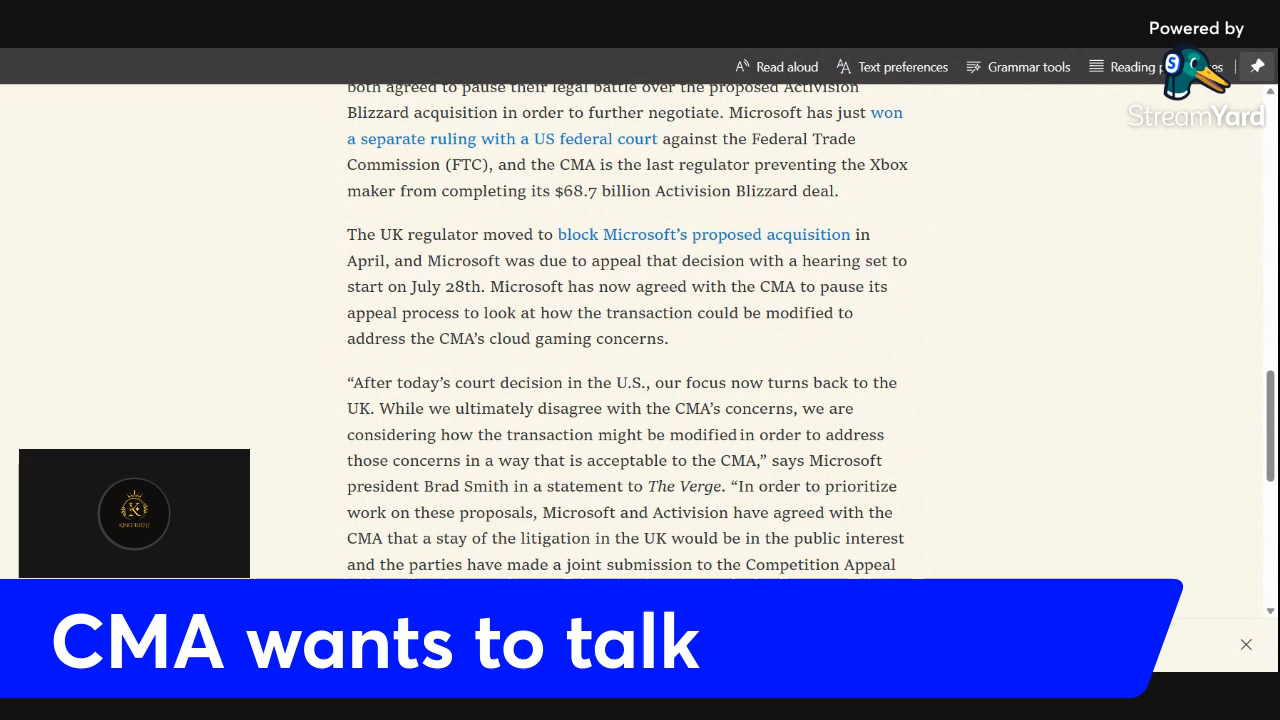 Powered by
Read aloud
Text preferences
Grammar tools
Reading
StreamYard
both agreed to pause their legal battle over the proposed Activision
Blizzard acquisition in order to further negotiate. Microsoft has just won
a separate ruling with a US federal court against the Federal Trade
Commission (FTC), and the CMA is the last regulator preventing the Xbox
maker from completing its $68.7 billion Activision Blizzard deal.
The UK regulator moved to block Microsoft’s proposed acquisition in
April, and Microsoft was due to appeal that decision with a hearing set to
start on July 28th. Microsoft has now agreed with the CMA to pause its
appeal process to look at how the transaction could be modified to
address the CMA’s cloud gaming concerns.
“After today’s court decision in the U.S., our focus now turns back to the
UK. While we ultimately disagree with the CMA’s concerns, we are
considering how the transaction might be modified in order to address
those concerns in a way that is acceptable to the CMA,” says Microsoft
president Brad Smith in a statement to The Verge. “In order to prioritize
work on these proposals, Microsoft and Activision have agreed with the
CMA that a stay of the litigation in the UK would be in the public interest
and the parties have made a joint submission to the Competition Appeal
K
CMA wants to talk